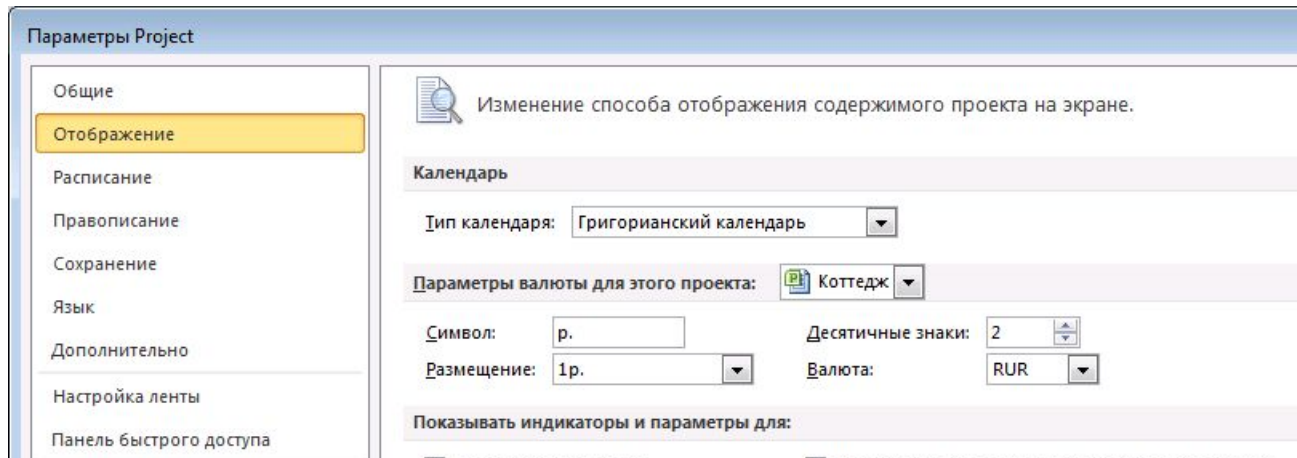 Параметры Project
Общие
Отображение
Расписание
Правописание
Сохранение
Язык
Дополнительно
Настройка ленты
Панель быстрого доступа
Изменение способа отображения содержимого проекта на экране.
Календарь
Тип календаря: Григорианский календарь
Параметры валюты для этого проекта: Коттедж
Символ: р. Десятичные знаки: 2
Размещение: 1р. Валюта: RUR
Показывать индикаторы и параметры для: